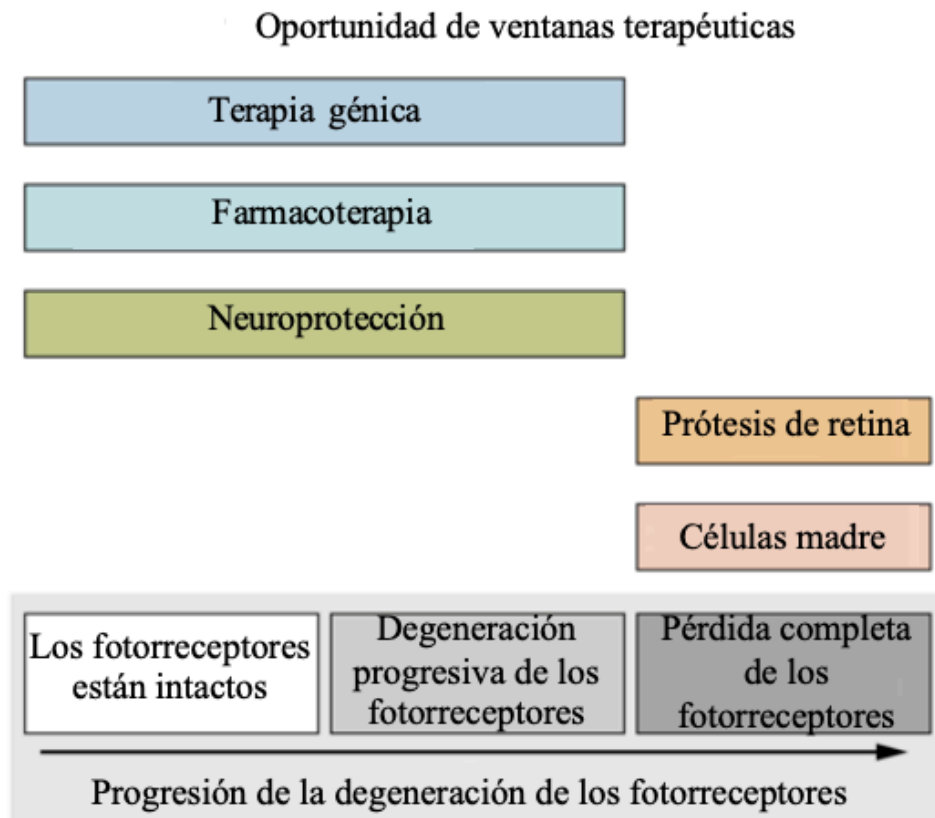 Oportunidad de ventanas terapéuticas
Terapia génica
Farmacoterapia
Neuroprotección
Prótesis de retina
Células madre
Los fotorreceptores
están intactos
Degeneración
progresiva de los
fotorreceptores
Pérdida completa
de los
fotorreceptores
Progresión de la degeneración de los fotorreceptores